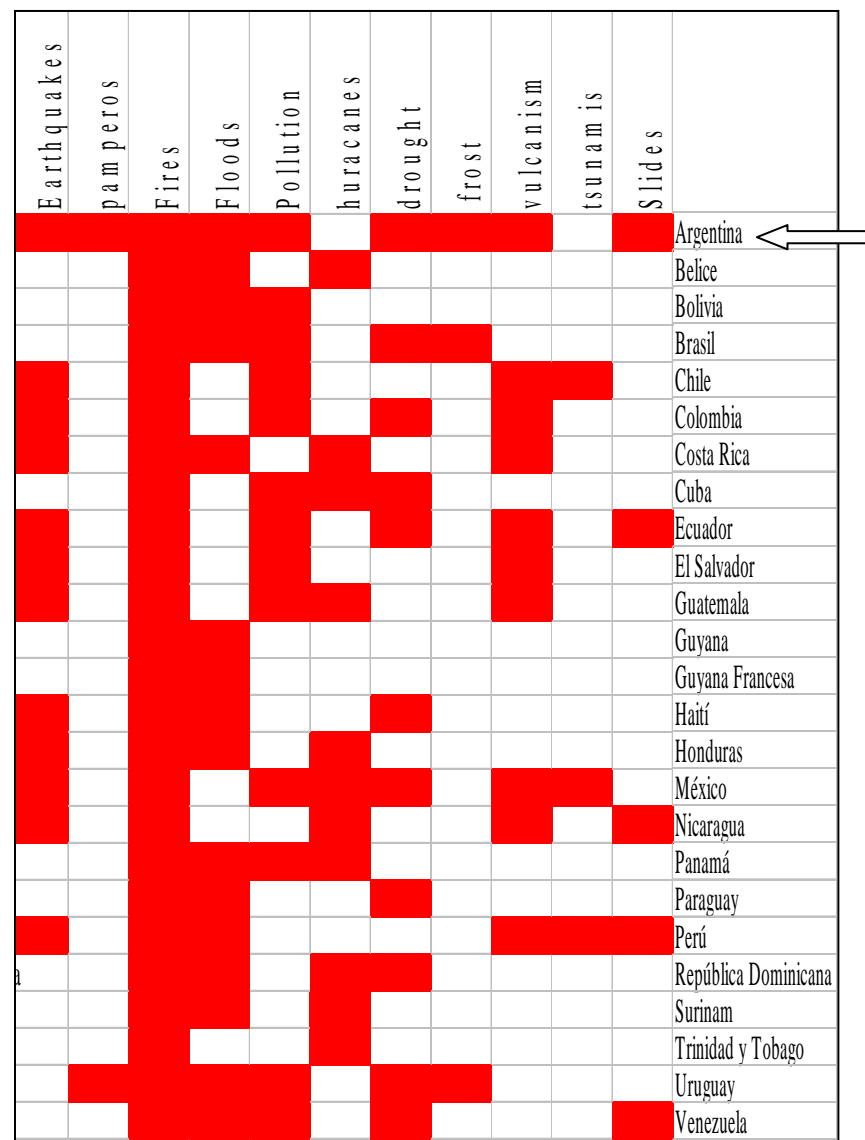 Earthquakes
pamperos
Fires
Floods
Pollution
huracanes
drought
frost
vulcanism
tsunamis
Slides
Argentina
Belice
Bolivia
Brasil
Chile
Colombia
Costa Rica
Cuba
Ecuador
El Salvador
Guatemala
Guyana
Guyana Francesa
Haití
Honduras
México
Nicaragua
Panamá
Paraguay
Perú
a República Dominicana
Surinam
Trinidad y Tobago
Uruguay
Venezuela